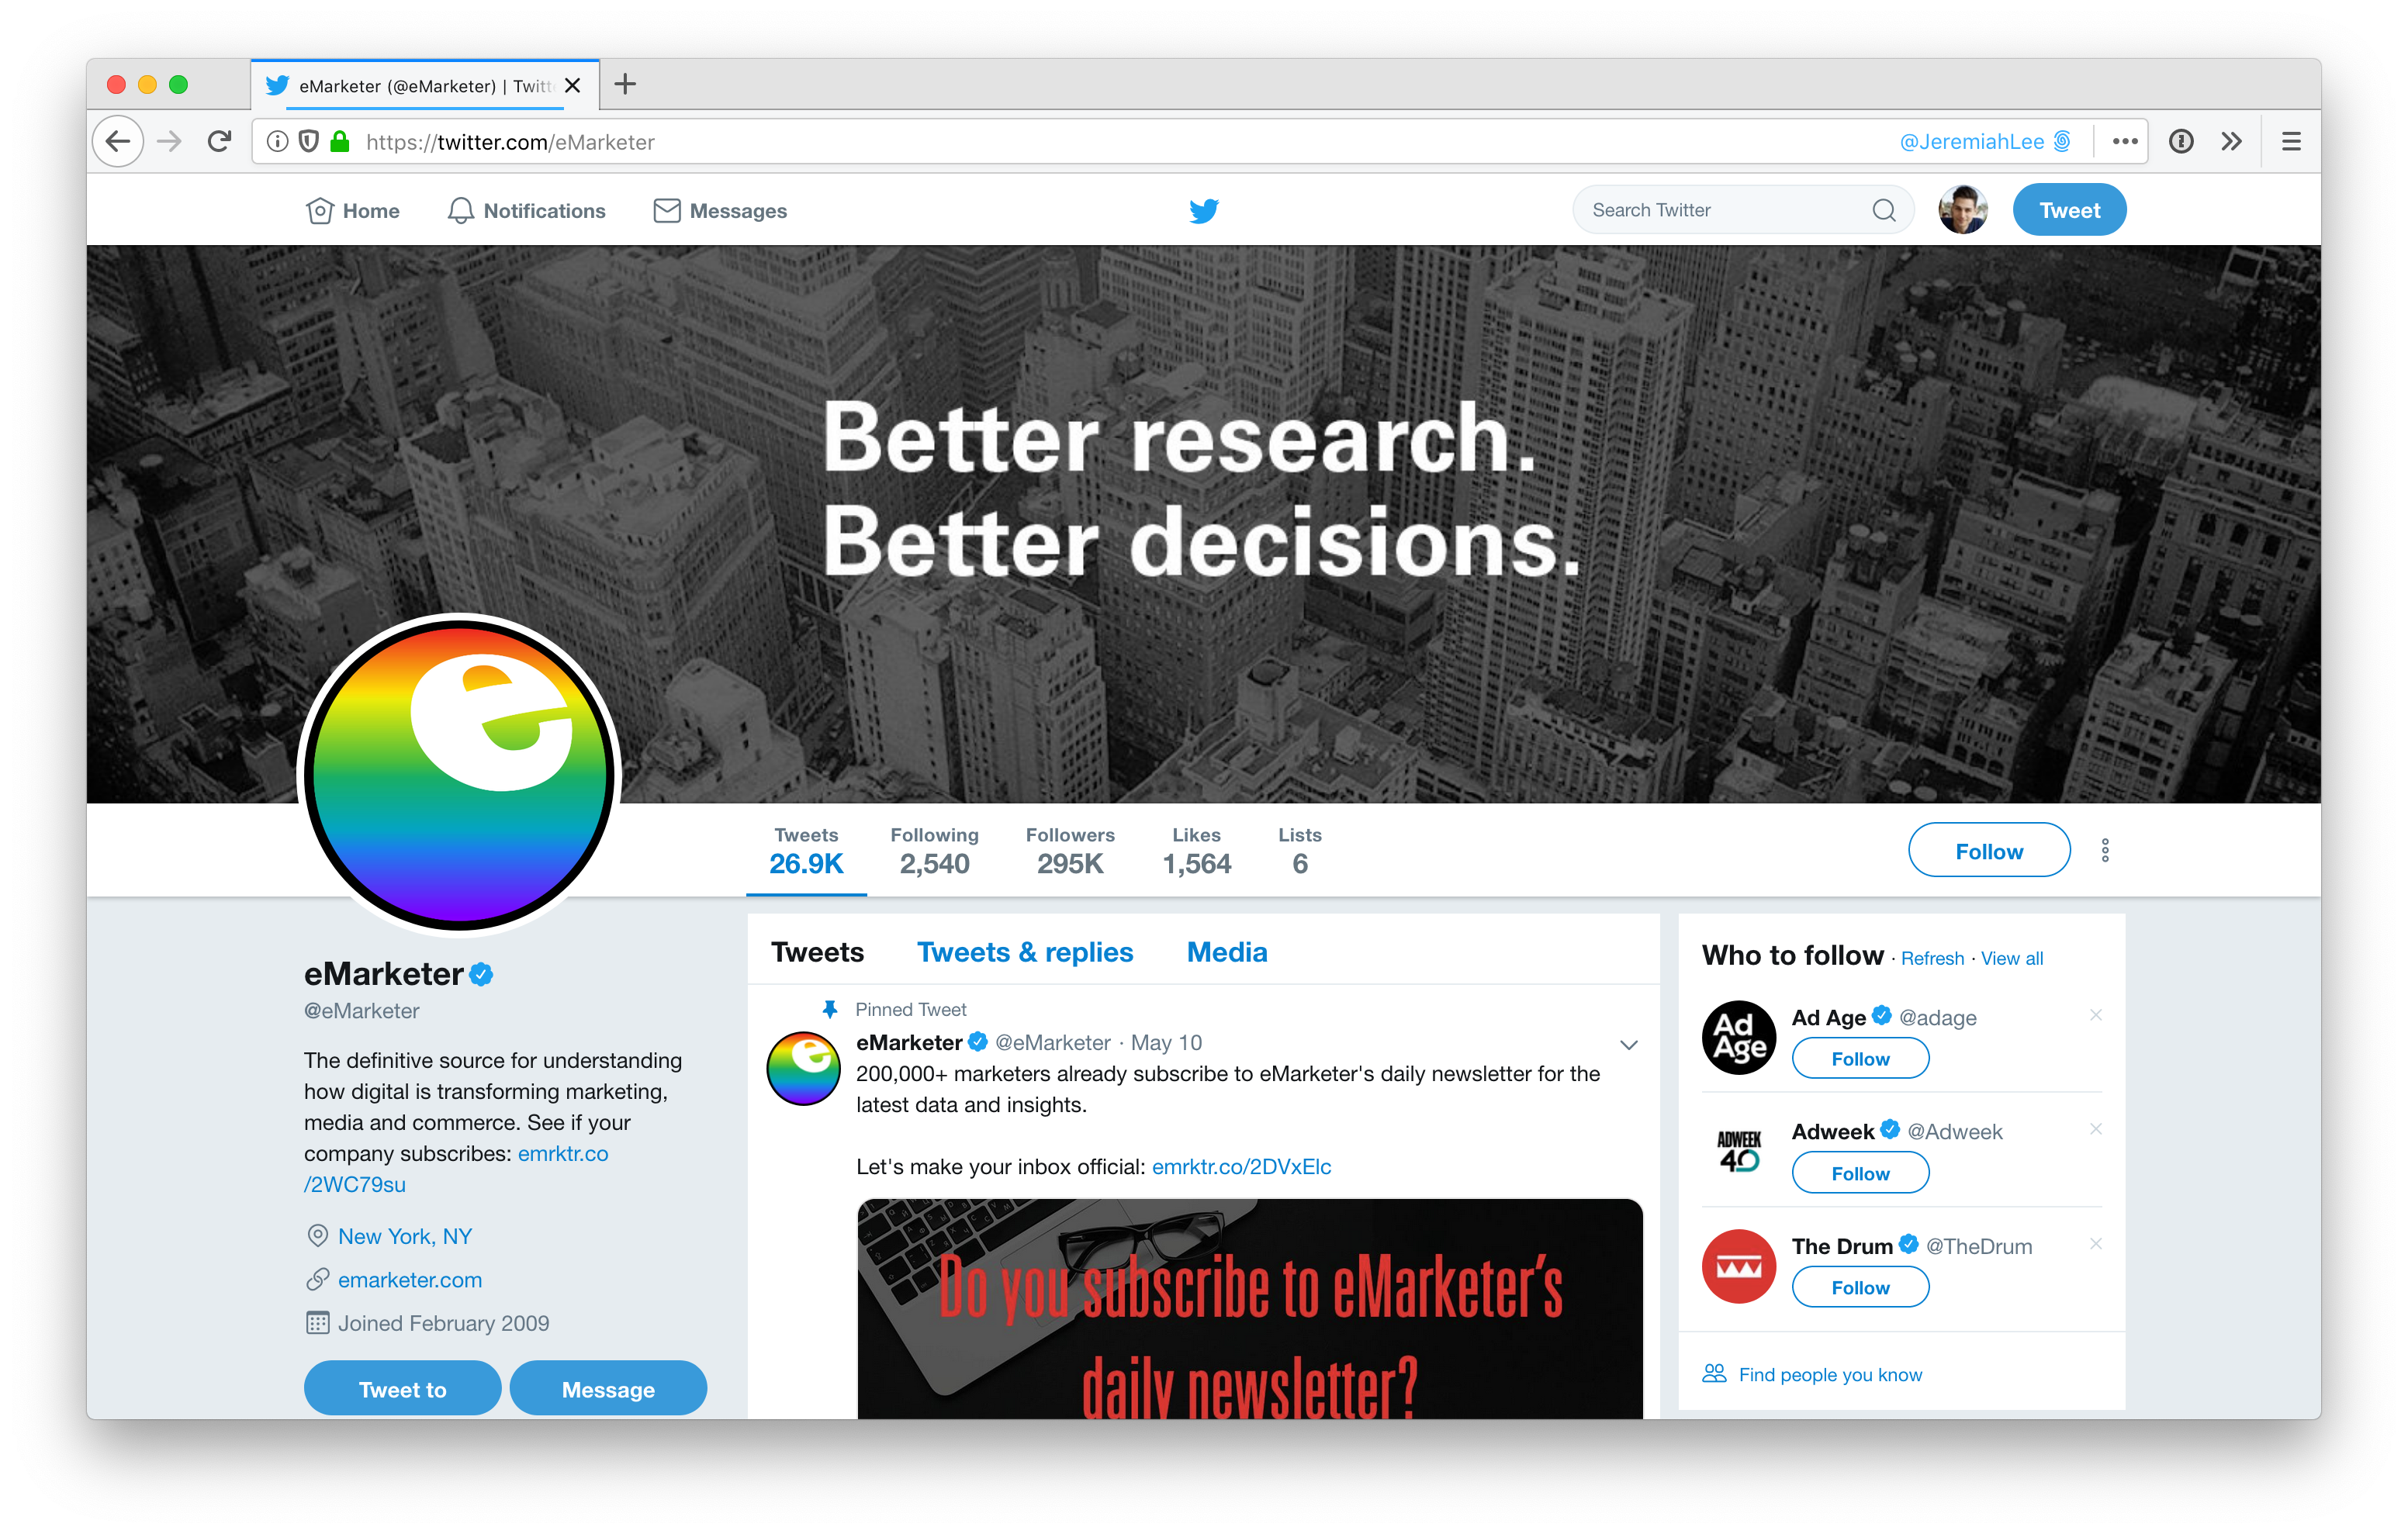 eMarketer (@eMarketer) | Twitt
https://twitter.com/eMarketer
@JeremiahLee
Home
Notifications
Messages
Search Twitter
Tweet
Better research.
Better decisions.
e
Tweets
26.9K
Following
2,540
Followers
295K
Likes
1,564
Lists
6
Follow
eMarketer
@eMarketer
The definitive source for understanding
how digital is transforming marketing,
media and commerce. See if your
company subscribes: emrktr.co
/2WC79su
New York, NY
emarketer.com
Joined February 2009
Tweet to
Message
Tweets
Tweets & replies
Media
Pinned Tweet
eMarketer @eMarketer · May 10
200,000+ marketers already subscribe to eMarketer's daily newsletter for the
latest data and insights.
Let's make your inbox official: emrktr.co/2DVxElc
Do you subscribe to eMarketer’s
daily newsletter?
Who to follow · Refresh · View all
Ad
Age
Ad Age @adage
Follow
ADWEEK
40
Adweek @Adweek
Follow
The Drum @TheDrum
Follow
Find people you know